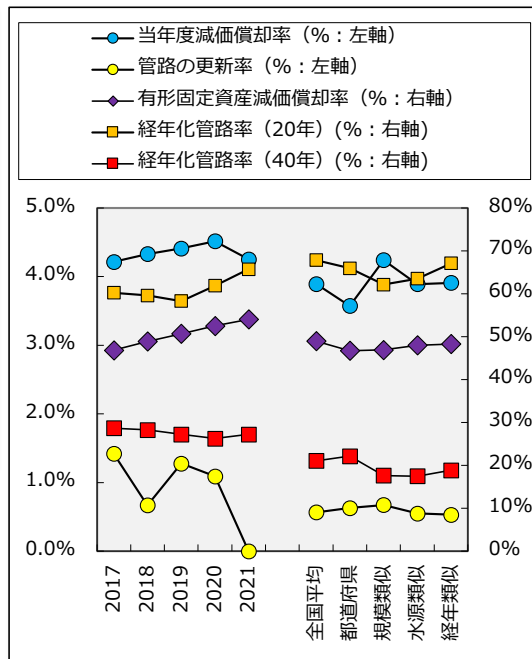 当年度減価償却率（%：左軸）
管路の更新率（%：左軸）
有形固定資産減価償却率（%：右軸）
経年化管路率（20年）(%：右軸)
経年化管路率（40年）(%：右軸)
5.0%
4.0%
3.0%
2.0%
1.0%
0.0%
80%
70%
60%
50%
40%
30%
20%
10%
0%
2017
2018
2019
2020
2021
全国平均
都道府県
規模類似
水源類似
経年類似